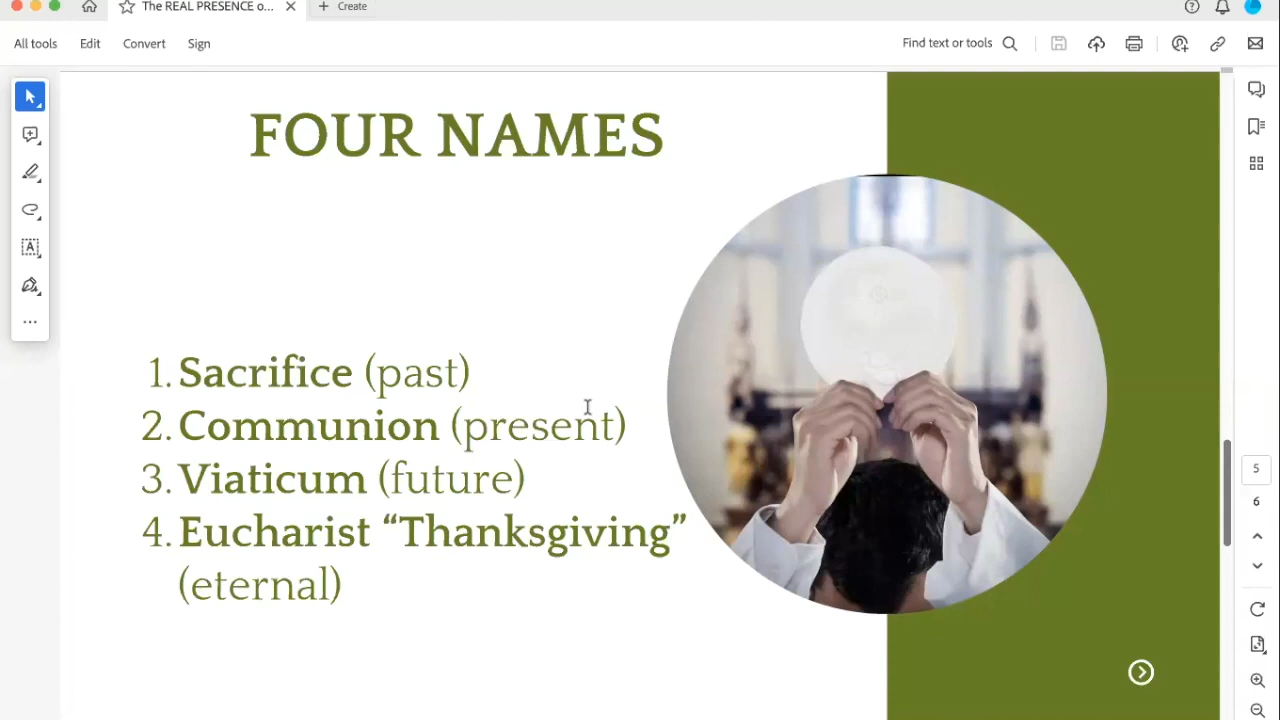 The REAL PRESENCE o...
Create
All tools
Edit
Convert
Sign
Find text or tools
FOUR NAMES
1. Sacrifice (past)
2. Communion (present)
3. Viaticum (future)
4. Eucharist “Thanksgiving”
(eternal)
5
6